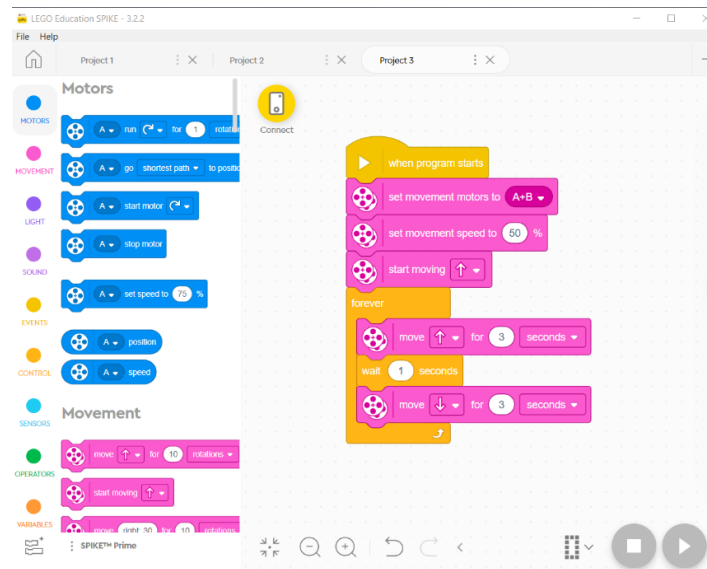 LEGO Education SPIKE - 3.2.2
File Help
Project 1
Project 2
Project 3
MOTORS
MOVEMENT
LIGHT
SOUND
EVENTS
CONTROL
SENSORS
OPERATORS
VARIABLES
Motors
A run for 1
A go shortest path to
A start motor
A stop motor
A set speed to 75 %
A position
A speed
Movement
move for 10 rotations
start moving
move right: 30 for 10 rotations
SPIKE™ Prime
Connect
when program starts
set movement motors to A+B
set movement speed to 50 %
start moving
forever
move for 3 seconds
wait 1 seconds
move for 3 seconds